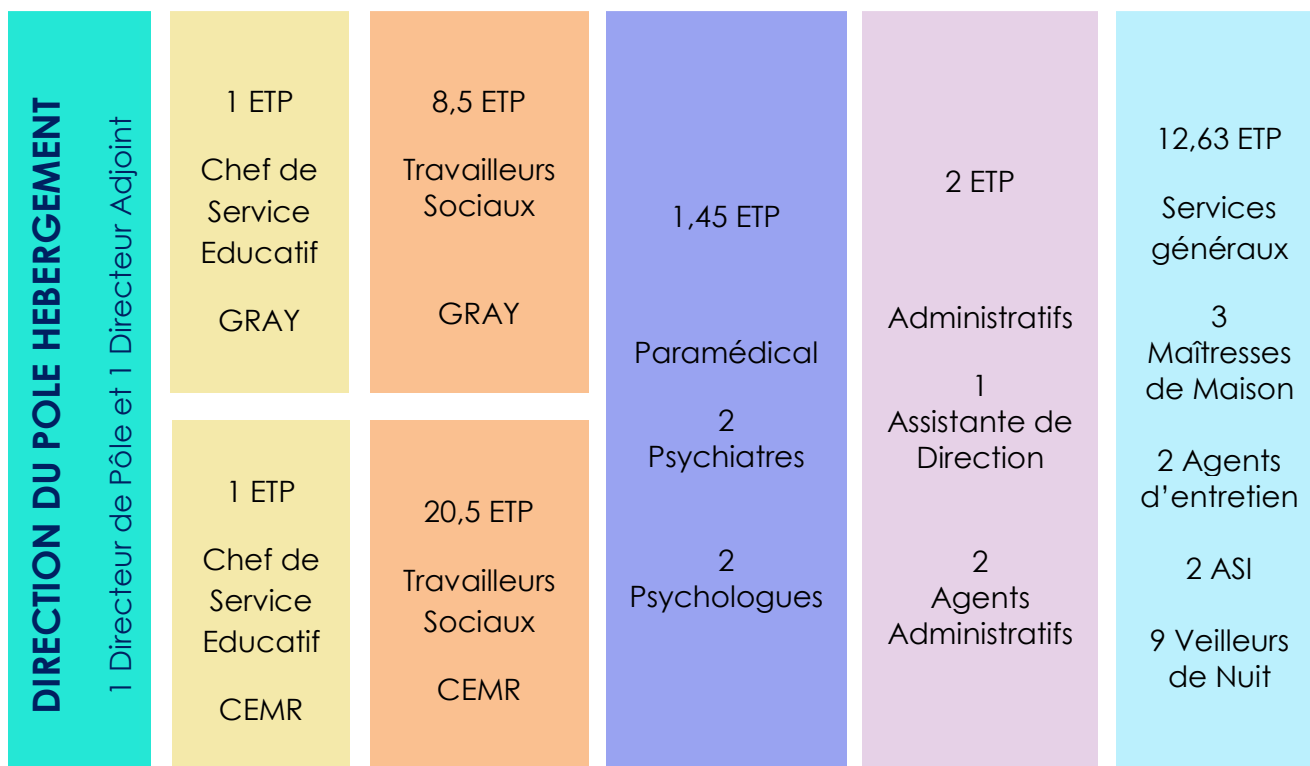 DIRECTION DU POLE HEBERGEMENT
1 Directeur de Pôle et 1 Directeur Adjoint
1 ETP
Chef de
Service
Educatif
GRAY
1 ETP
Chef de
Service
Educatif
CEMR
8,5 ETP
Travailleurs
Sociaux
GRAY
20,5 ETP
Travailleurs
Sociaux
CEMR
1,45 ETP
Paramédical
2
Psychiatres
2
Psychologues
2 ETP
Administratifs
1
Assistante de
Direction
2
Agents
Administratifs
12,63 ETP
Services
généraux
3
Maîtresses
de Maison
2 Agents
d’entretien
2 ASI
9 Veilleurs
de Nuit